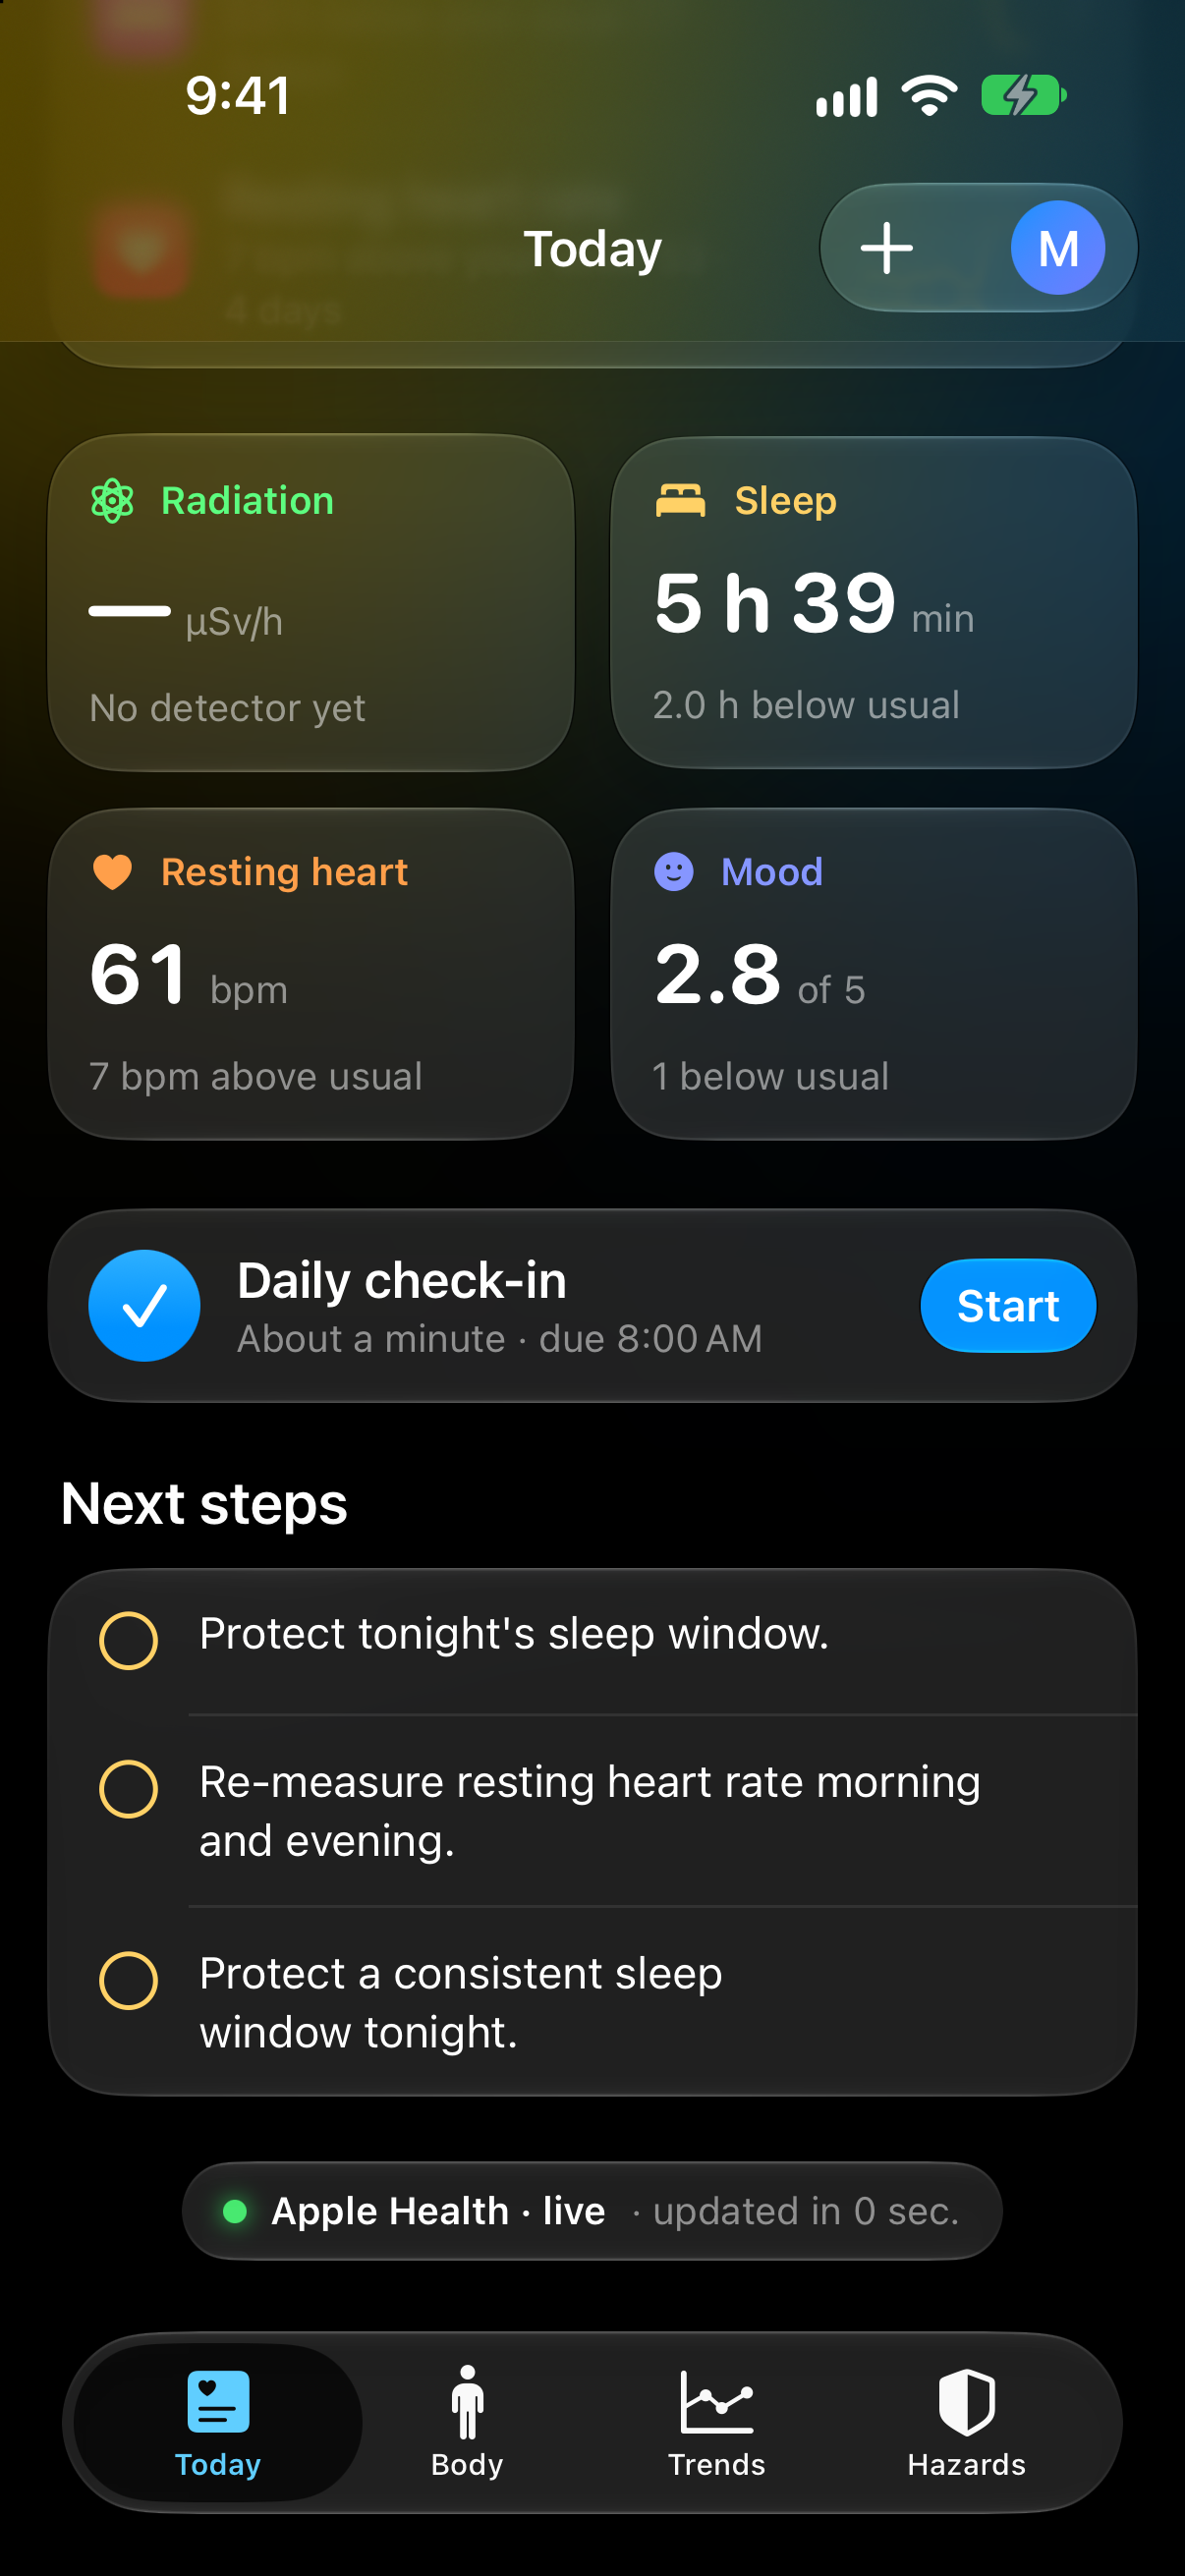 9:41
4 days
Today
M
Radiation
— µSv/h
No detector yet
Sleep
5 h 39 min
2.0 h below usual
Resting heart
61 bpm
7 bpm above usual
Mood
2.8 of 5
1 below usual
Daily check-in
About a minute · due 8:00 AM
Start
Next steps
Protect tonight's sleep window.
Re-measure resting heart rate morning
and evening.
Protect a consistent sleep
window tonight.
Apple Health · live · updated in 0 sec.
Today
Body
Trends
Hazards